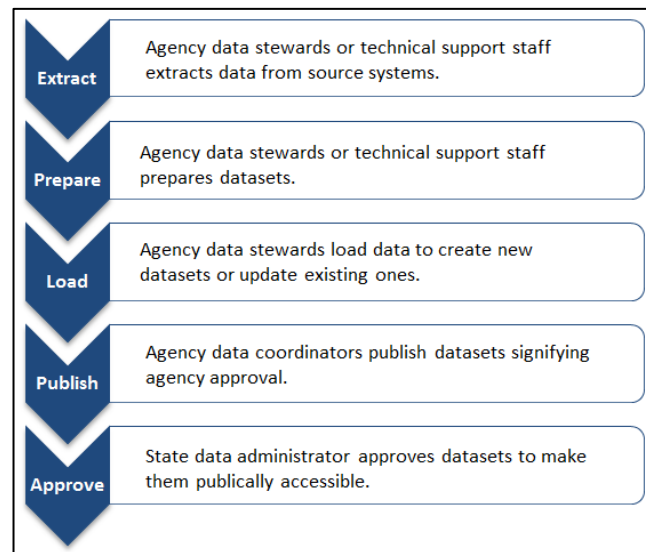 Extract
Agency data stewards or technical support staff
extracts data from source systems.
Prepare
Agency data stewards or technical support staff
prepares datasets.
Load
Agency data stewards load data to create new
datasets or update existing ones.
Publish
Agency data coordinators publish datasets signifying
agency approval.
Approve
State data administrator approves datasets to make
them publically accessible.